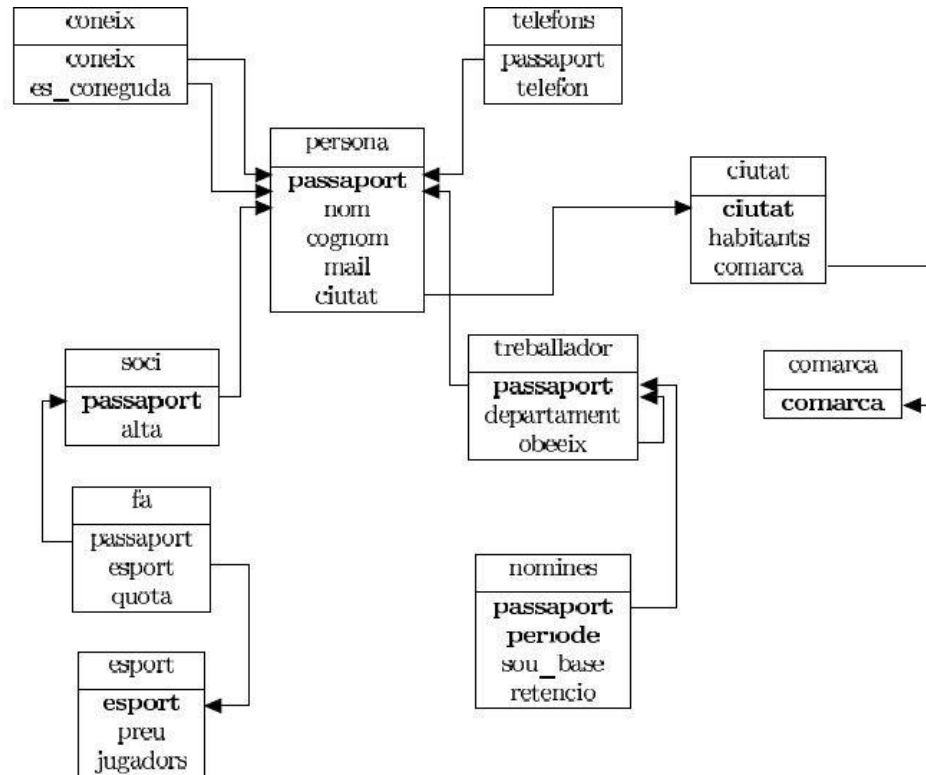 coneix
coneix
es_coneguda
telefons
passaport
telefon
persona
passaport
nom
cognom
mail
ciutat
ciutat
ciutat
habitants
comarca
soci
passaport
alta
treballador
passaport
departament
obeeix
comarca
comarca
fa
passaport
esport
quota
nomines
passaport
periode
sou_base
retencio
esport
esport
preu
jugadors